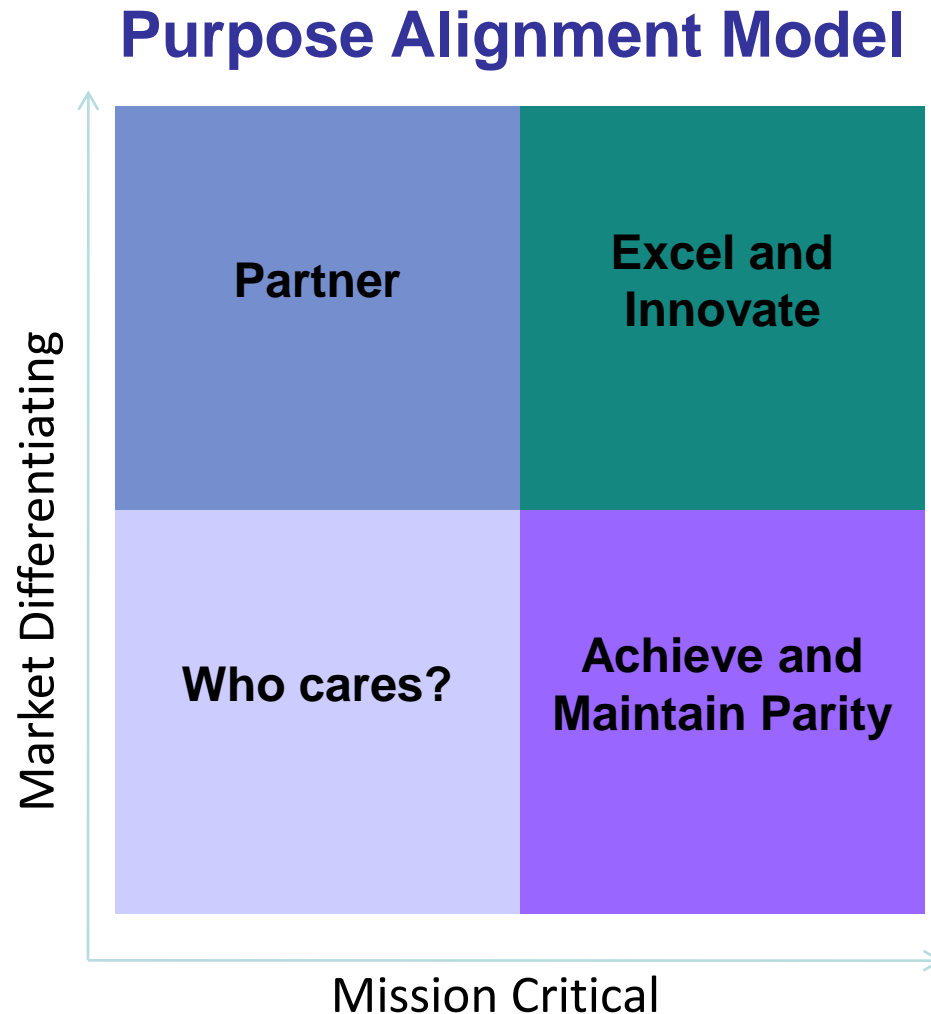 Purpose Alignment Model
Partner
Excel and
Innovate
Market Differentiating
Who cares?
Achieve and
Maintain Parity
Mission Critical